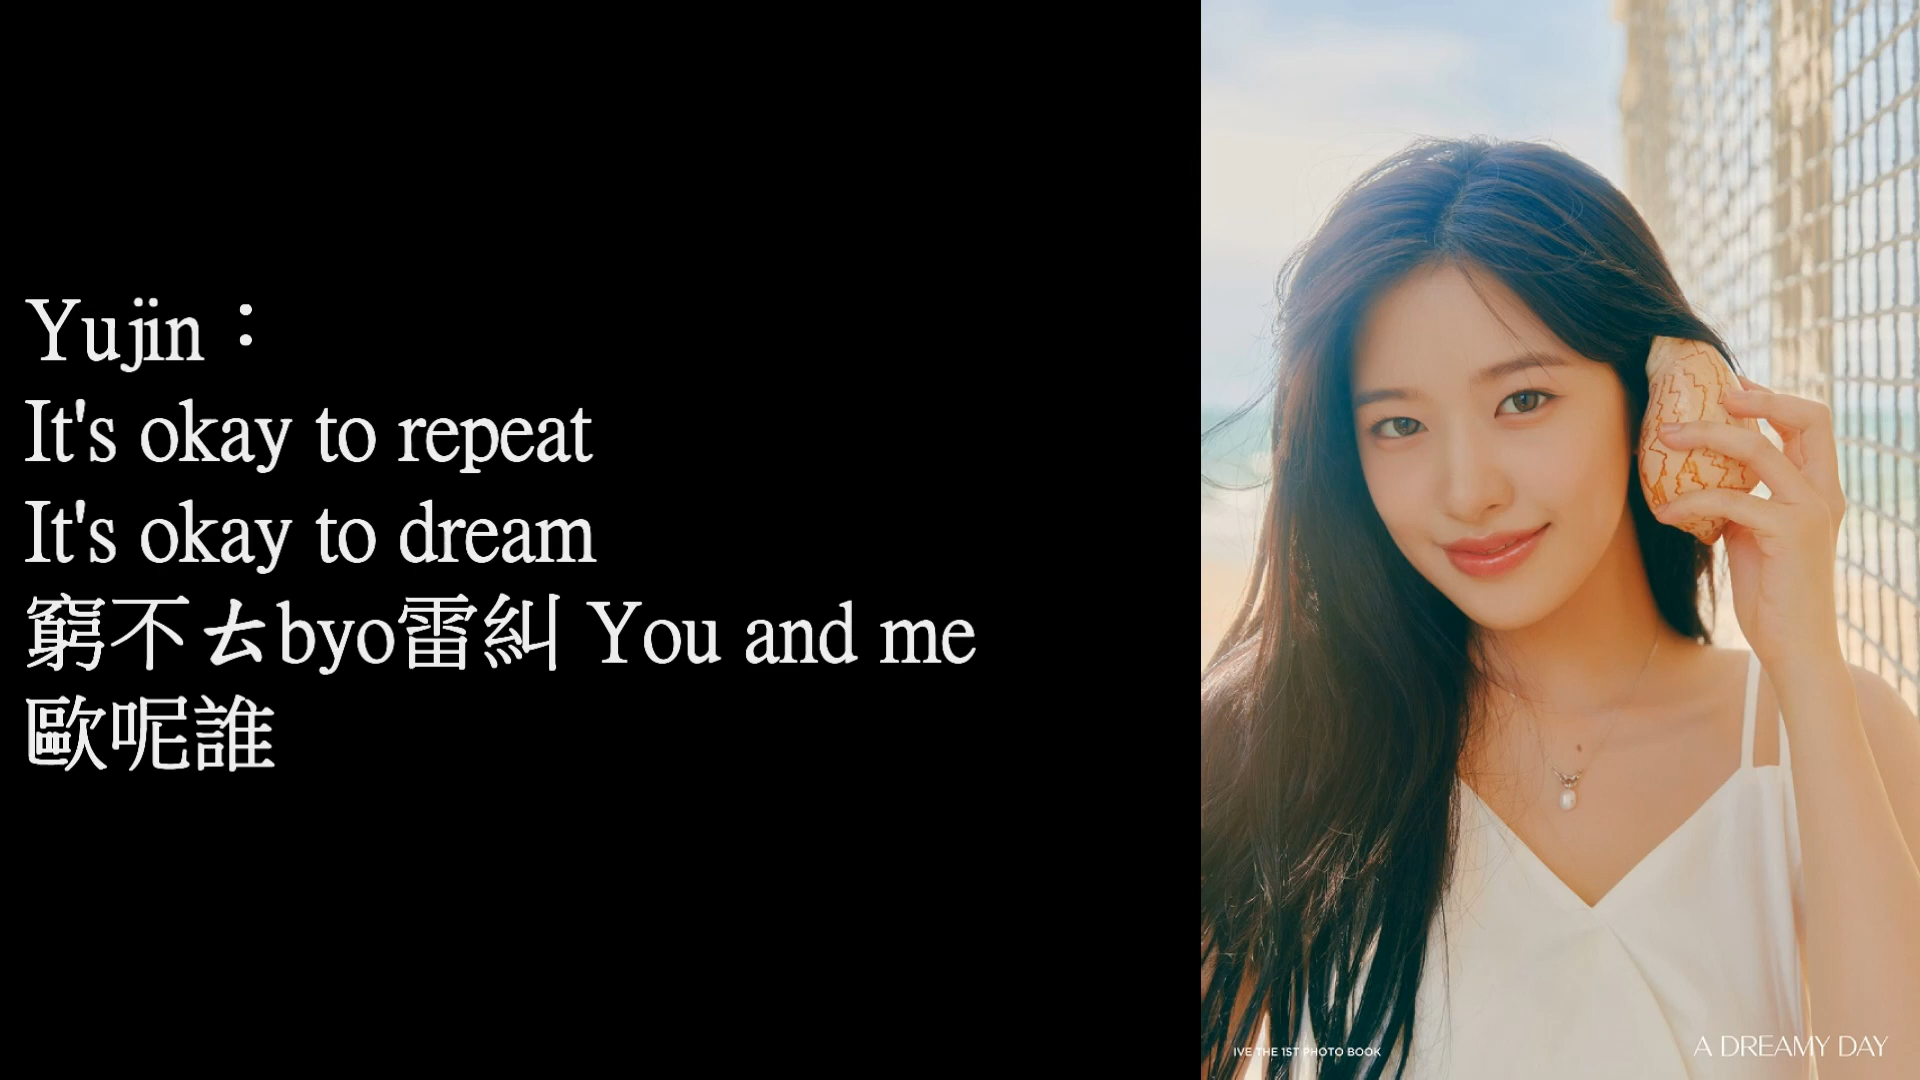 Yujin：
It's okay to repeat
It's okay to dream
窮不ㄊbyo雷糾 You and me
歐呢誰
IVE THE 1ST PHOTO BOOK
A DREAMY DAY